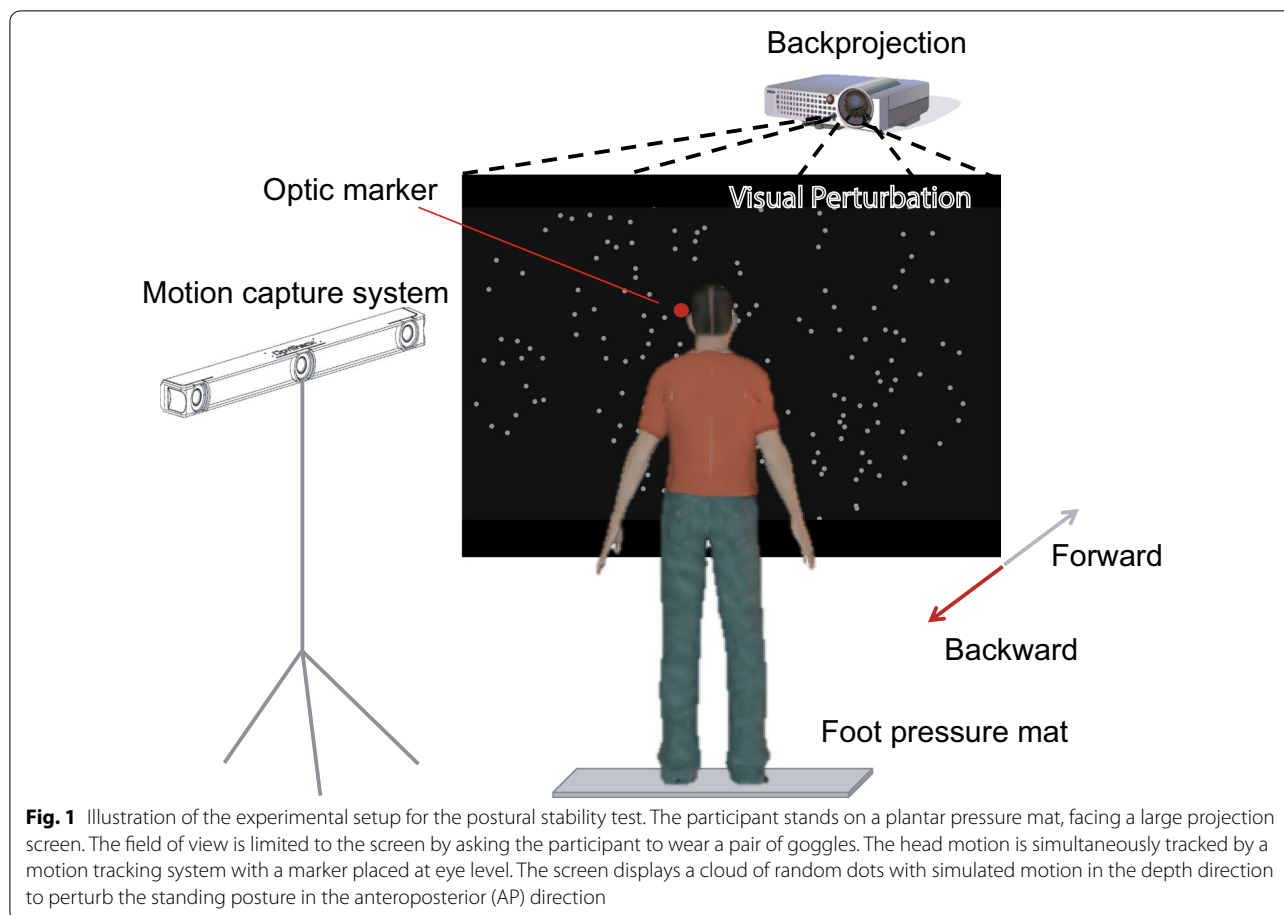 Backprojection
Visual Perturbation
Optic marker
Motion capture system
Forward
Backward
Foot pressure mat
Fig. 1 Illustration of the experimental setup for the postural stability test. The participant stands on a plantar pressure mat, facing a large projection
screen. The field of view is limited to the screen by asking the participant to wear a pair of goggles. The head motion is simultaneously tracked by a
motion tracking system with a marker placed at eye level. The screen displays a cloud of random dots with simulated motion in the depth direction
to perturb the standing posture in the anteroposterior (AP) direction